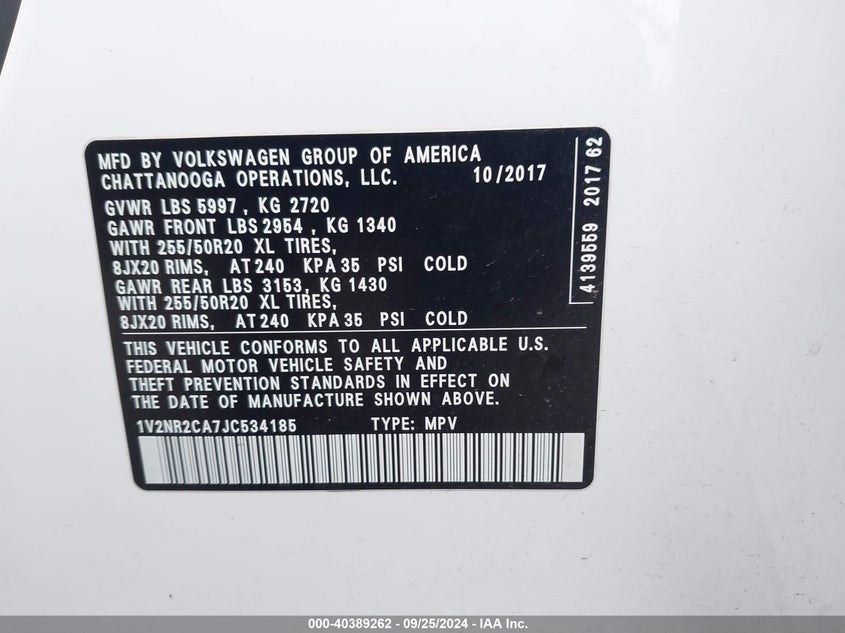 MFD BY VOLKSWAGEN GROUP OF AMERICA
CHATTANOOGA OPERATIONS, LLC. 10/2017
GVWR LBS 5997 , KG 2720
GAWR FRONT LBS 2954 , KG 1340
WITH 255/50R20 XL TIRES,
8JX20 RIMS, AT 240 KPA 35 PSI COLD
GAWR REAR LBS 3153, KG 1430
WITH 255/50R20 XL TIRES,
8JX20 RIMS, AT 240 KPA 35 PSI COLD
THIS VEHICLE CONFORMS TO ALL APPLICABLE U.S.
FEDERAL MOTOR VEHICLE SAFETY AND
THEFT PREVENTION STANDARDS IN EFFECT ON
THE DATE OF MANUFACTURE SHOWN ABOVE.
1V2NR2CA7JC534185 TYPE: MPV
4139559 2017 62
000-40389262 - 09/25/2024 - IAA Inc.